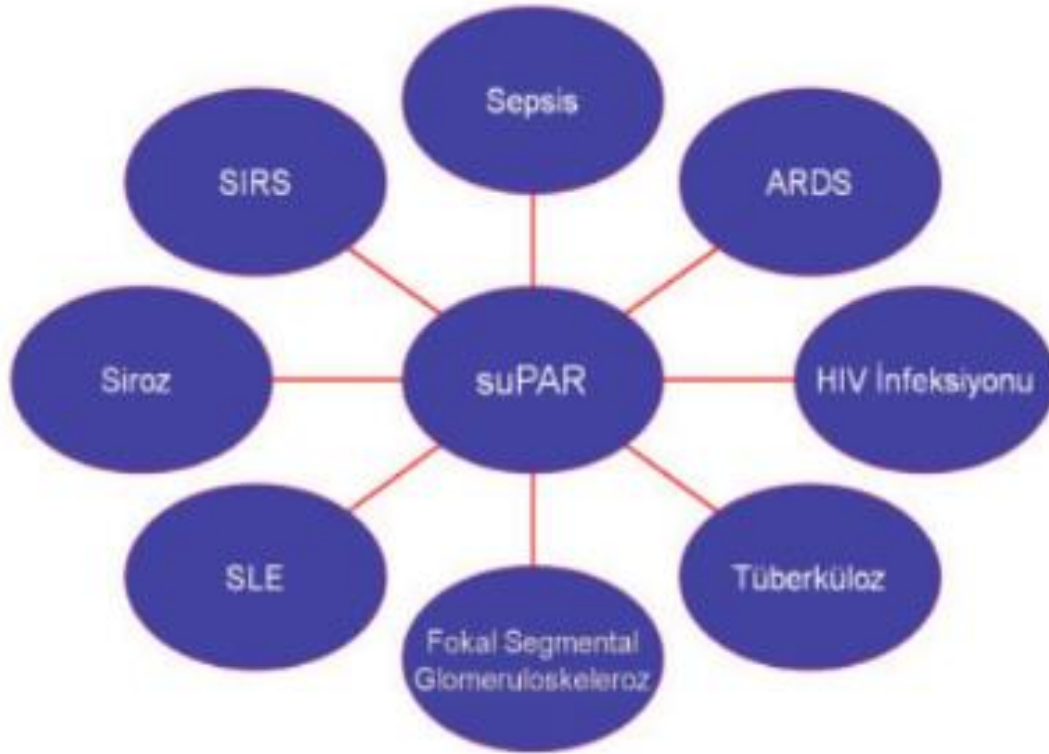 Sepsis
SIRS
ARDS
Siroz
suPAR
HIV İnfeksiyonu
SLE
Tüberküloz
Fokal Segmental
Glomeruloskeleroz